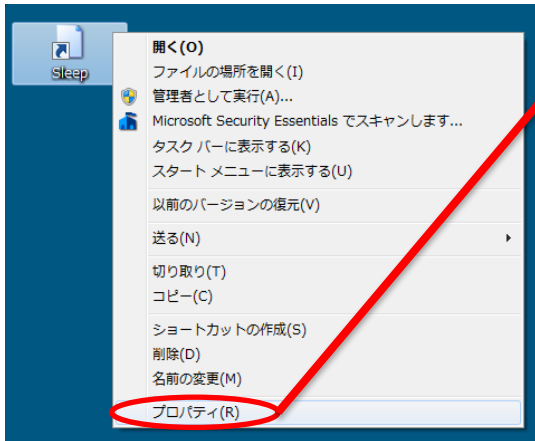 Sleep
開く(O)
ファイルの場所を開く(I)
管理者として実行(A)...
Microsoft Security Essentials でスキャンします...
タスク バーに表示する(K)
スタート メニューに表示する(U)
以前のバージョンの復元(V)
送る(N)
切り取り(T)
コピー(C)
ショートカットの作成(S)
削除(D)
名前の変更(M)
プロパティ(R)